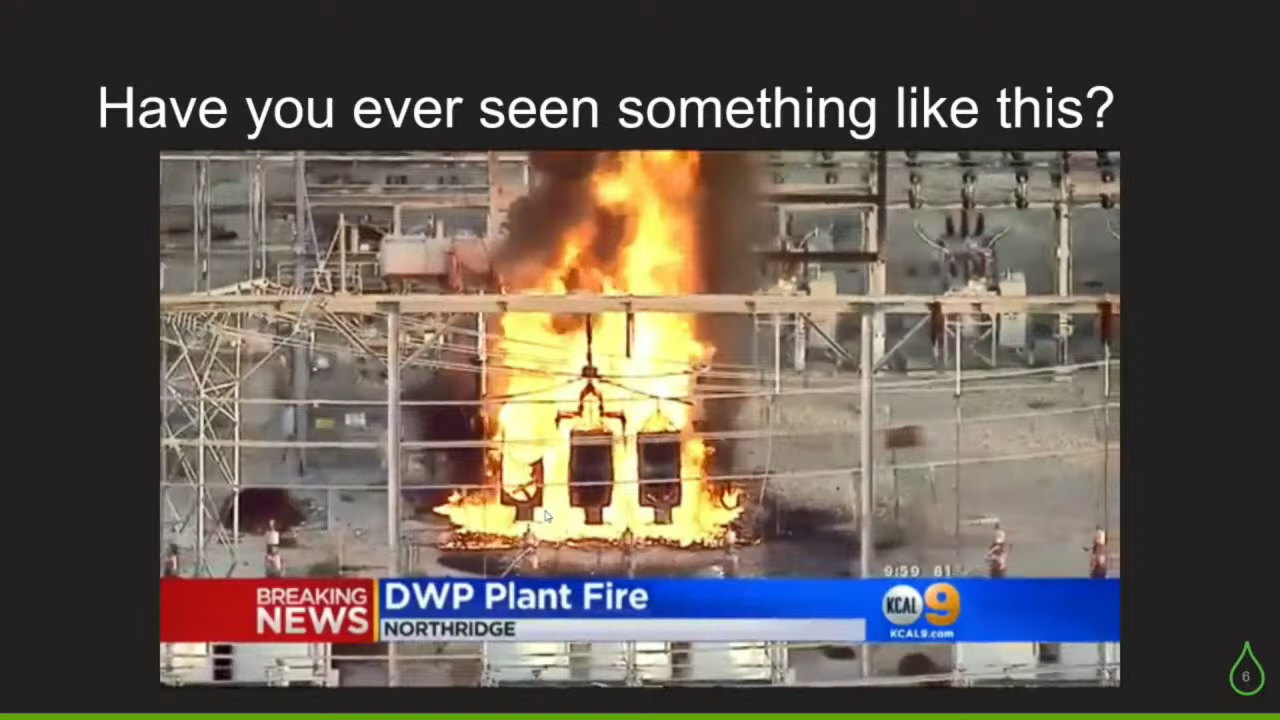 Have you ever seen something like this?
9:59 81
BREAKING
NEWS
DWP Plant Fire
NORTHRIDGE
KCAL 9
KCAL9.com
6